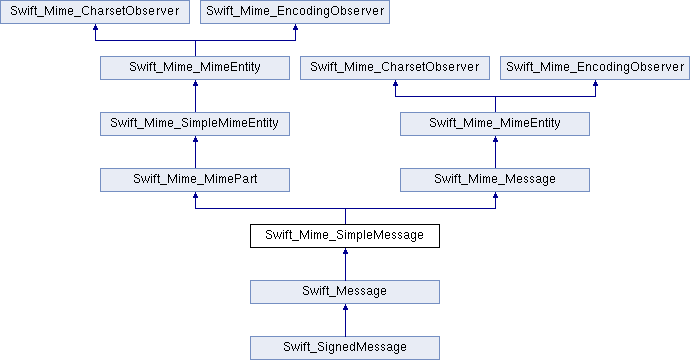 Swift_Mime_CharsetObserver
Swift_Mime_EncodingObserver
Swift_Mime_MimeEntity
Swift_Mime_CharsetObserver
Swift_Mime_EncodingObserver
Swift_Mime_SimpleMimeEntity
Swift_Mime_MimeEntity
Swift_Mime_MimePart
Swift_Mime_Message
Swift_Mime_SimpleMessage
Swift_Message
Swift_SignedMessage